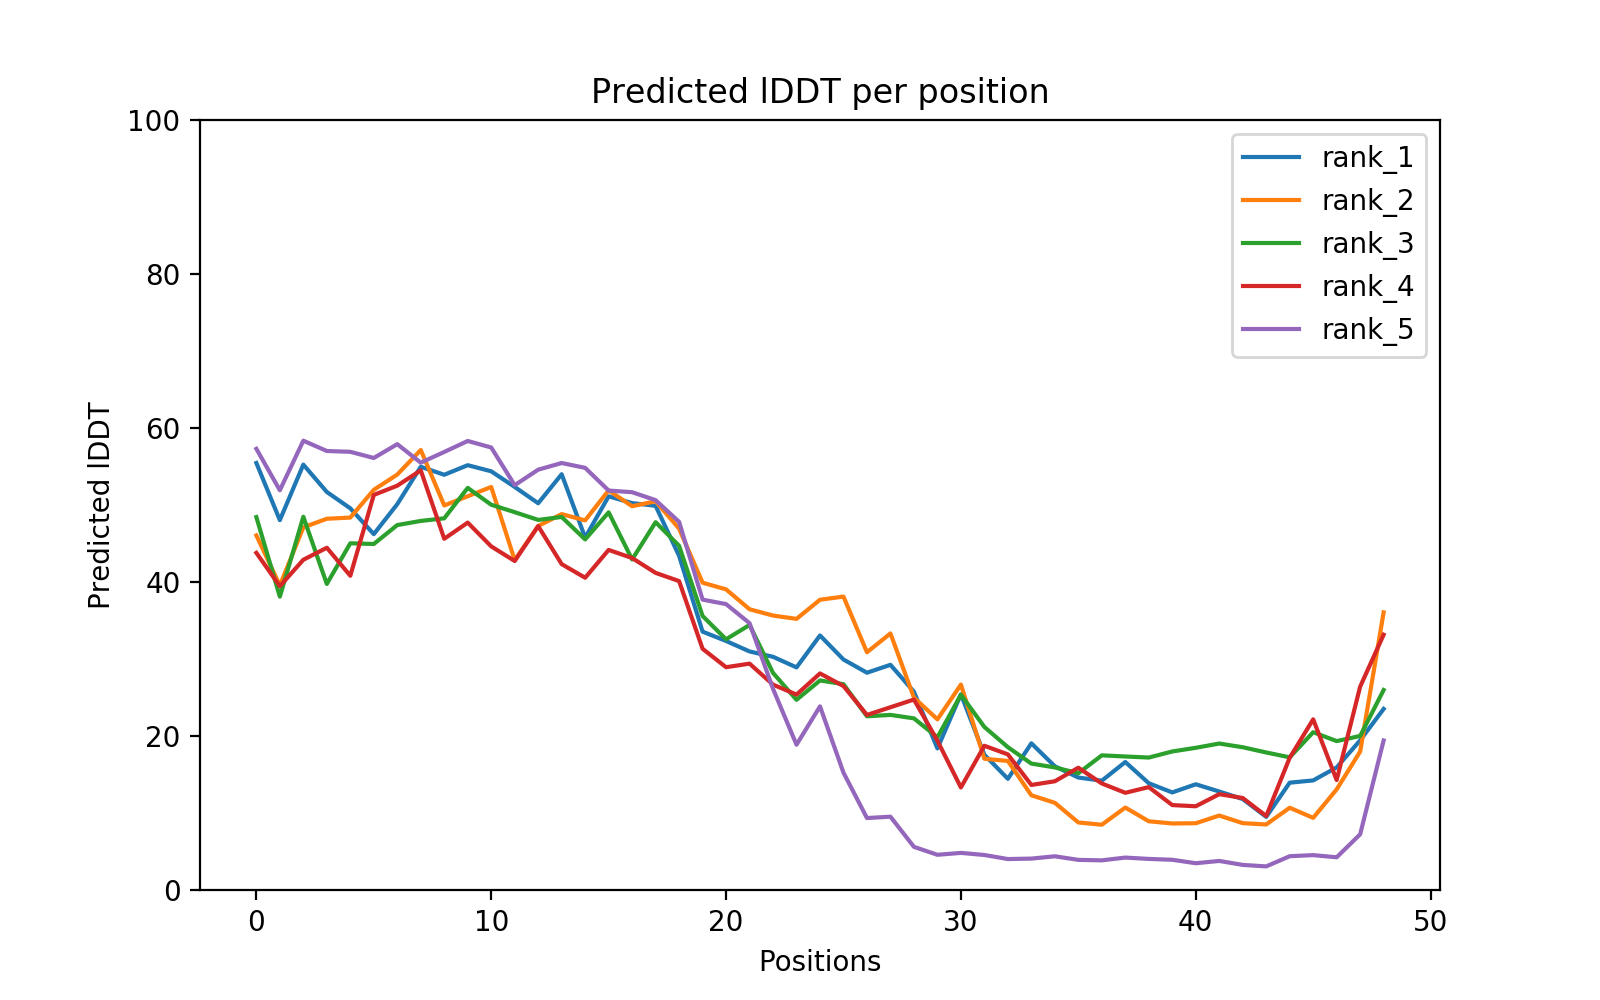 Predicted lDDT per position
100
80
60
40
20
0
Predicted lDDT
rank_1
rank_2
rank_3
rank_4
rank_5
0 10 20 30 40 50
Positions